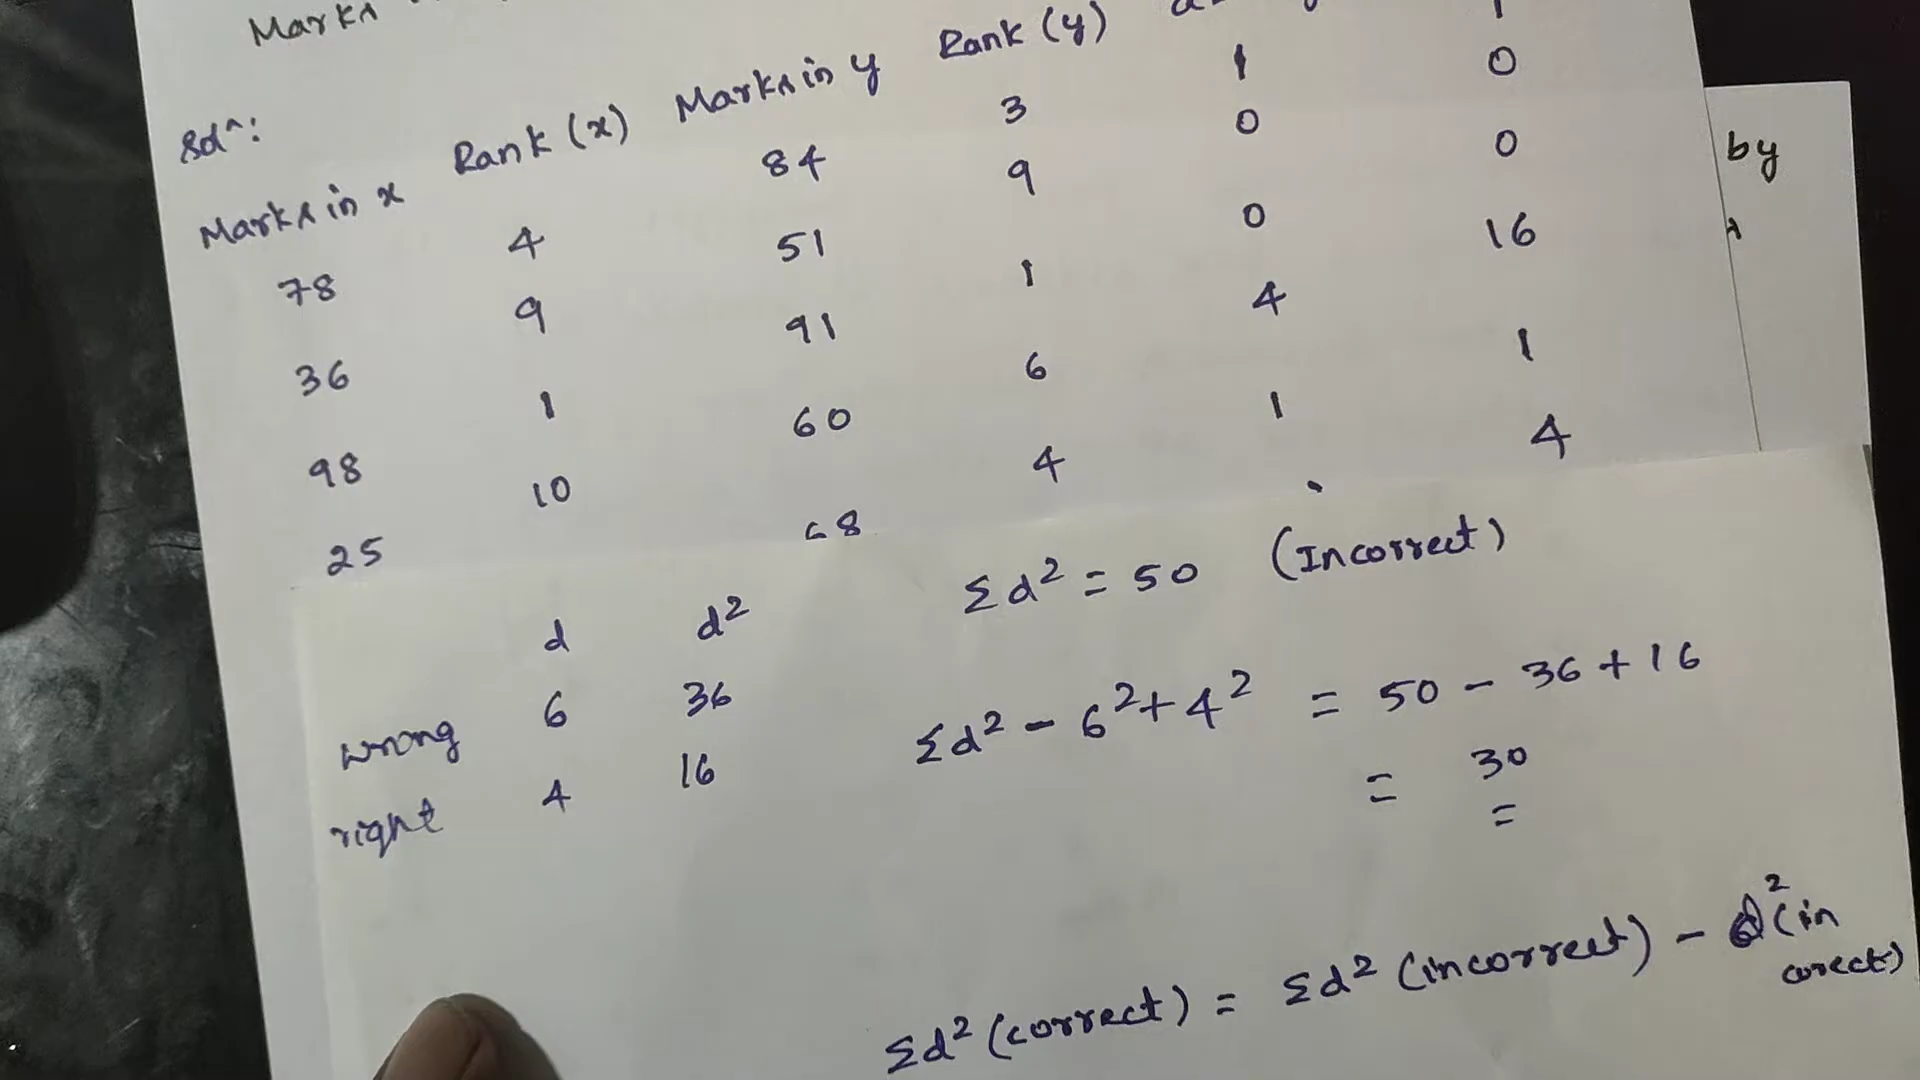 Marks
Rank (y)
Marks in y
Rank (x)
Soln:
Marks in x
1 0
84 3 0 0
78 4 51 9 0 16
36 9 91 1 4 1
98 1 60 6 1 4
25 10 68 4
by
d d² Σd² = 50 (Incorrect)
wrong 6 36 Σd² - 6² + 4² = 50 - 36 + 16
right 4 16 = 30
=
Σd² (correct) = Σd² (incorrect) - d² (in
corect)